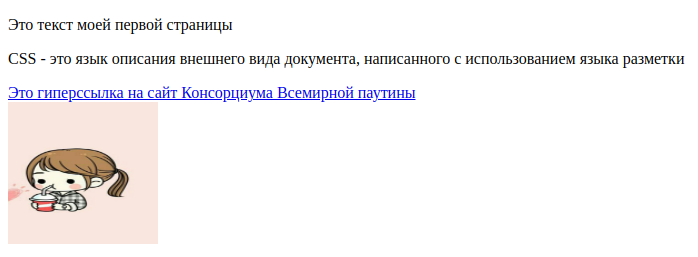 Это текст моей первой страницы
CSS - это язык описания внешнего вида документа, написанного с использованием языка разметки
Это гиперссылка на сайт Консорциума Всемирной паутины